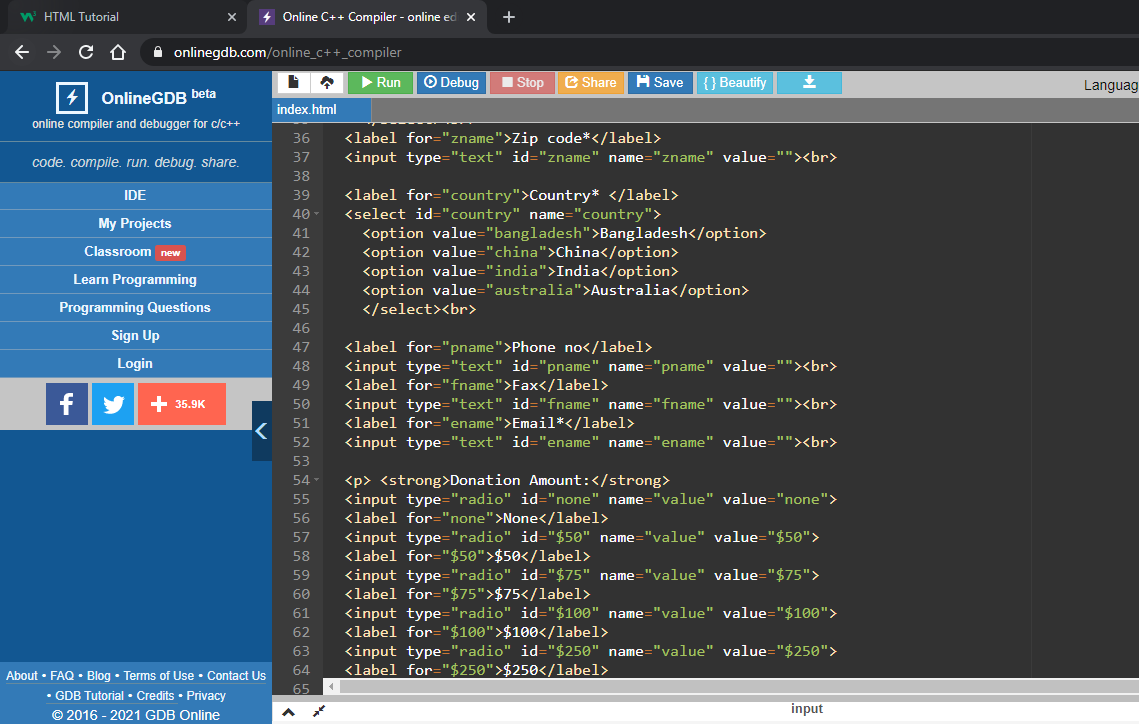 HTML Tutorial
Online C++ Compiler - online ed
onlinegdb.com/online_c++_compiler
OnlineGDB beta
online compiler and debugger for c/c++
code. compile. run. debug. share.
IDE
My Projects
Classroom new
Learn Programming
Programming Questions
Sign Up
Login
35.9K
About • FAQ • Blog • Terms of Use • Contact Us
• GDB Tutorial • Credits • Privacy
© 2016 - 2021 GDB Online
Run Debug Stop Share Save { } Beautify
Languag
index.html
36 <label for="zname">Zip code*</label>
37 <input type="text" id="zname" name="zname" value=""><br>
38
39 <label for="country">Country* </label>
40 <select id="country" name="country">
41 <option value="bangladesh">Bangladesh</option>
42 <option value="china">China</option>
43 <option value="india">India</option>
44 <option value="australia">Australia</option>
45 </select><br>
46
47 <label for="pname">Phone no</label>
48 <input type="text" id="pname" name="pname" value=""><br>
49 <label for="fname">Fax</label>
50 <input type="text" id="fname" name="fname" value=""><br>
51 <label for="ename">Email*</label>
52 <input type="text" id="ename" name="ename" value=""><br>
53
54 <p> <strong>Donation Amount:</strong>
55 <input type="radio" id="none" name="value" value="none">
56 <label for="none">None</label>
57 <input type="radio" id="$50" name="value" value="$50">
58 <label for="$50">$50</label>
59 <input type="radio" id="$75" name="value" value="$75">
60 <label for="$75">$75</label>
61 <input type="radio" id="$100" name="value" value="$100">
62 <label for="$100">$100</label>
63 <input type="radio" id="$250" name="value" value="$250">
64 <label for="$250">$250</label>
65
input